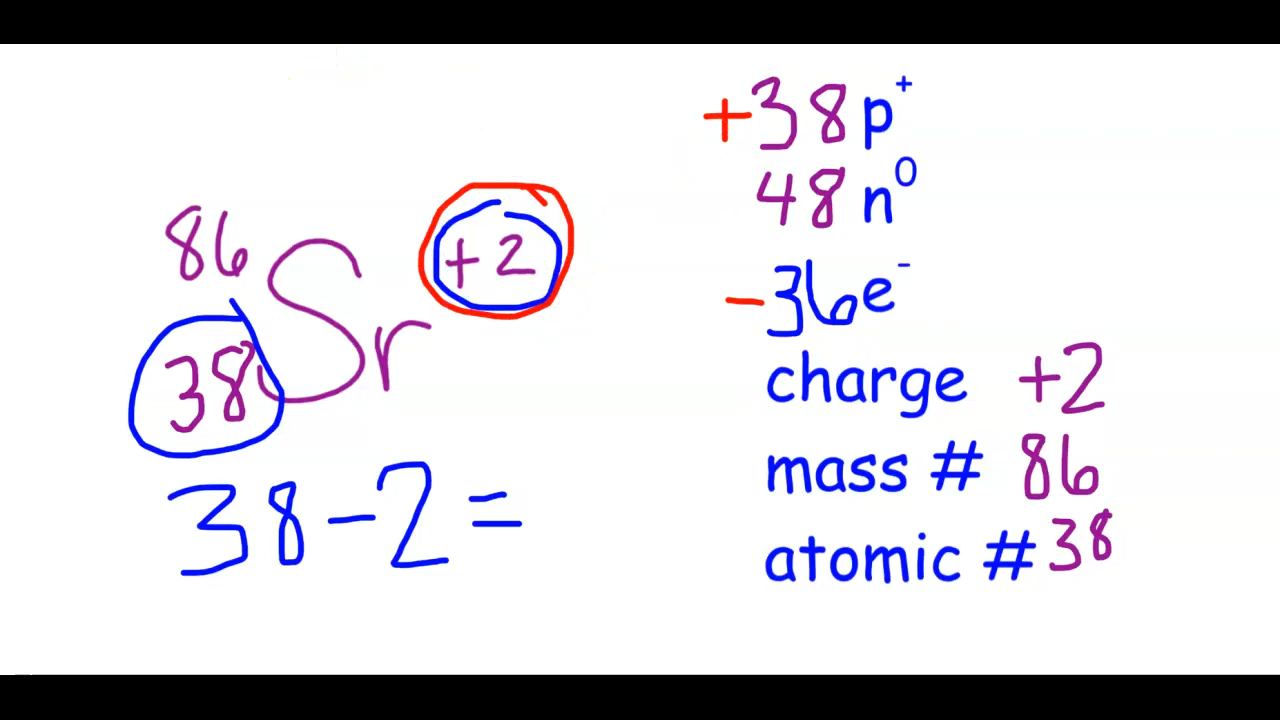 86
Sr
+2
38
38-2=
+38p⁺
48n⁰
-36e⁻
charge +2
mass # 86
atomic # 38